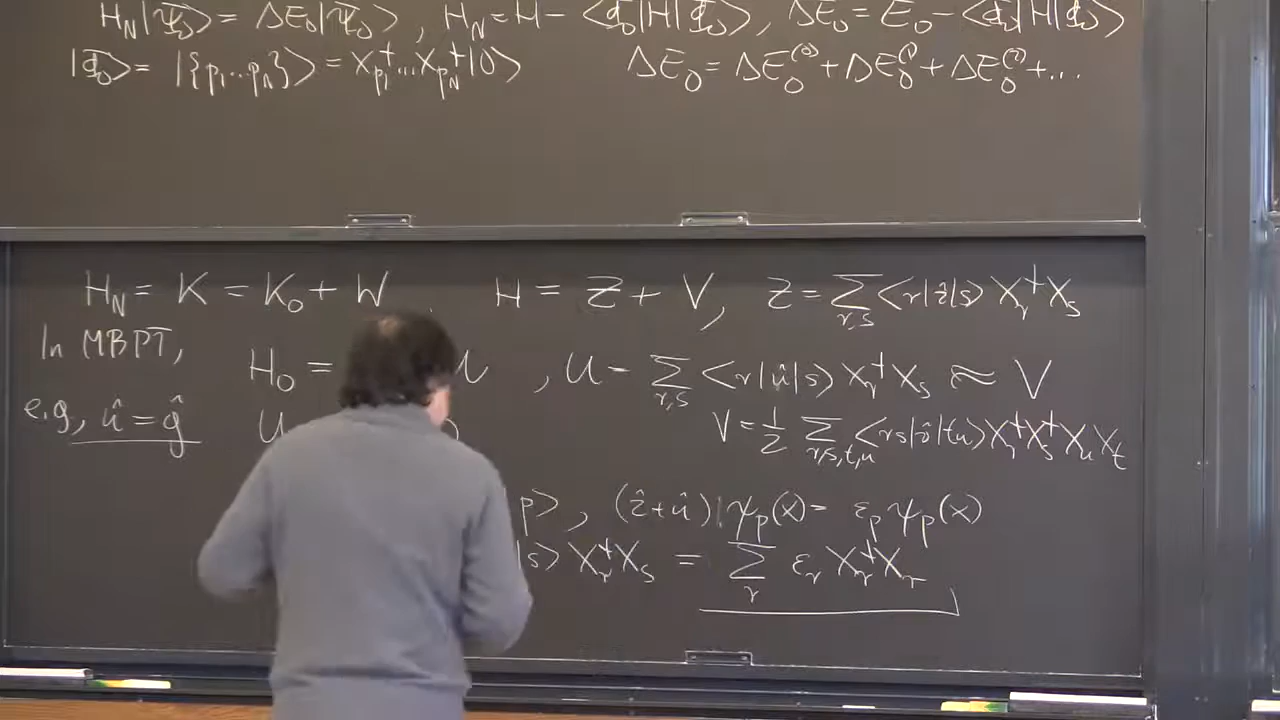 H_N|Ψ_0> = ΔE_0|Ψ_0> , H_N = H - <Φ_0|H|Φ_0> , ΔE_0 = E_0 - <Φ_0|H|Φ_0>
|Φ_0> = |{p_1...p_N}> = X_{p_1}^+...X_{p_N}^+|0> ΔE_0 = ΔE_0^{(0)} + ΔE_0^{(1)} + ΔE_0^{(2)} + ...
H_N = K = K_0 + W , H = Z + V, Z = Σ_{r,s} <r|ẑ|s> X_r^+ X_s
In MBPT,
H_0 = U , U - Σ_{r,s} <r|û|s> X_r^+ X_s ≈ V
e.g, û = ĝ U
V = 1/2 Σ_{r,s,t,u} <rs|v̂|tu> X_r^+ X_s^+ X_u X_t
p> , (ẑ+û)|ψ_p(x) = ε_p ψ_p(x)
|s> X_r^+ X_s = Σ_r ε_r X_r^+ X_r